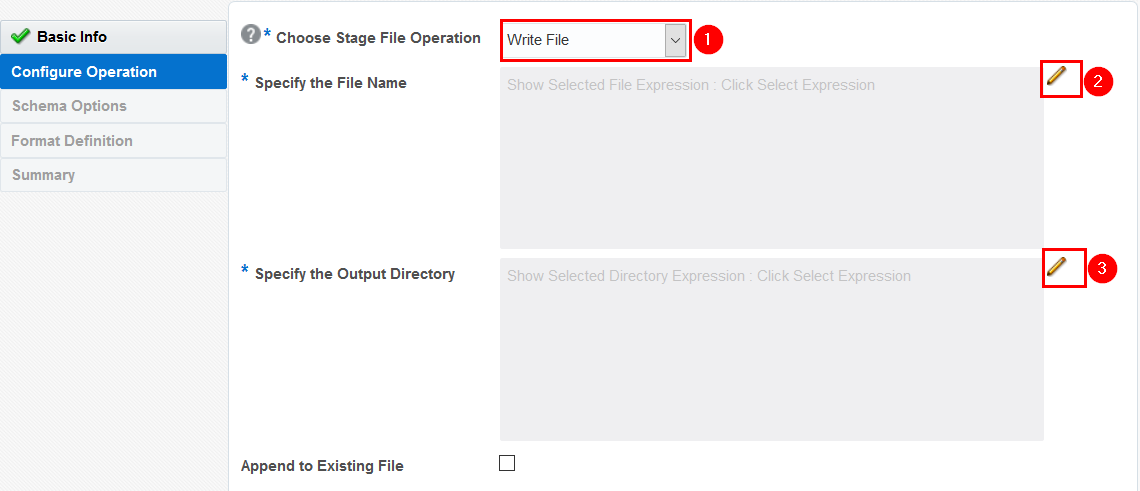 Basic Info
Configure Operation
Schema Options
Format Definition
Summary
? * Choose Stage File Operation Write File 1
* Specify the File Name Show Selected File Expression : Click Select Expression 2
* Specify the Output Directory Show Selected Directory Expression : Click Select Expression 3
Append to Existing File